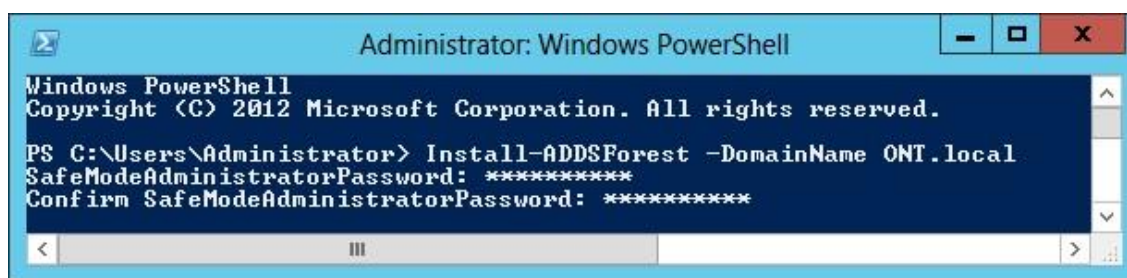 Administrator: Windows PowerShell
Windows PowerShell
Copyright (C) 2012 Microsoft Corporation. All rights reserved.
PS C:\Users\Administrator> Install-ADDSForest -DomainName ONT.local
SafeModeAdministratorPassword: **********
Confirm SafeModeAdministratorPassword: **********